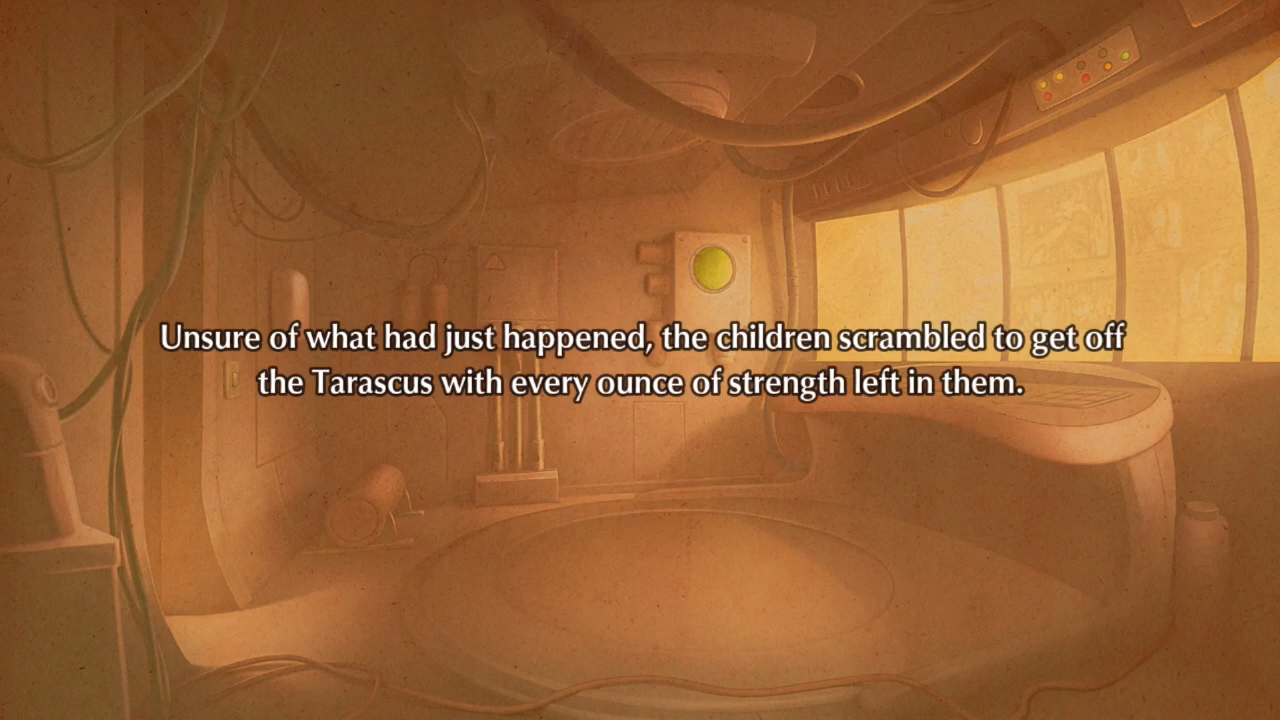 Unsure of what had just happened, the children scrambled to get off
the Tarascus with every ounce of strength left in them.